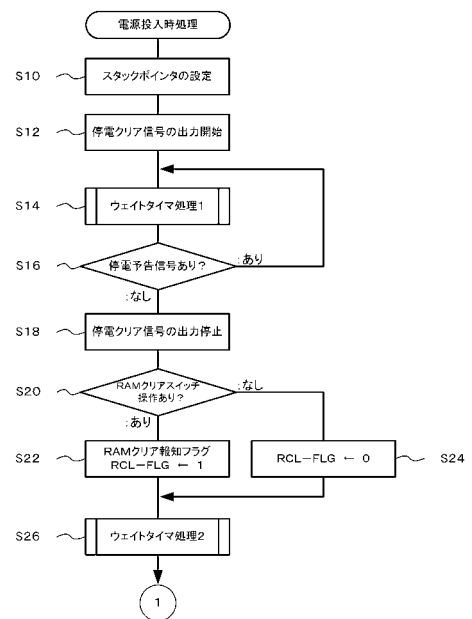 電源投入時処理
S10
スタックポインタの設定
S12
停電クリア信号の出力開始
S14
ウェイトタイマ処理1
S16
停電予告信号あり?
:あり
:なし
S18
停電クリア信号の出力停止
S20
RAMクリアスイッチ
操作あり?
:なし
:あり
S22
RAMクリア報知フラグ
RCL-FLG ← 1
RCL-FLG ← 0
S24
S26
ウェイトタイマ処理2
1